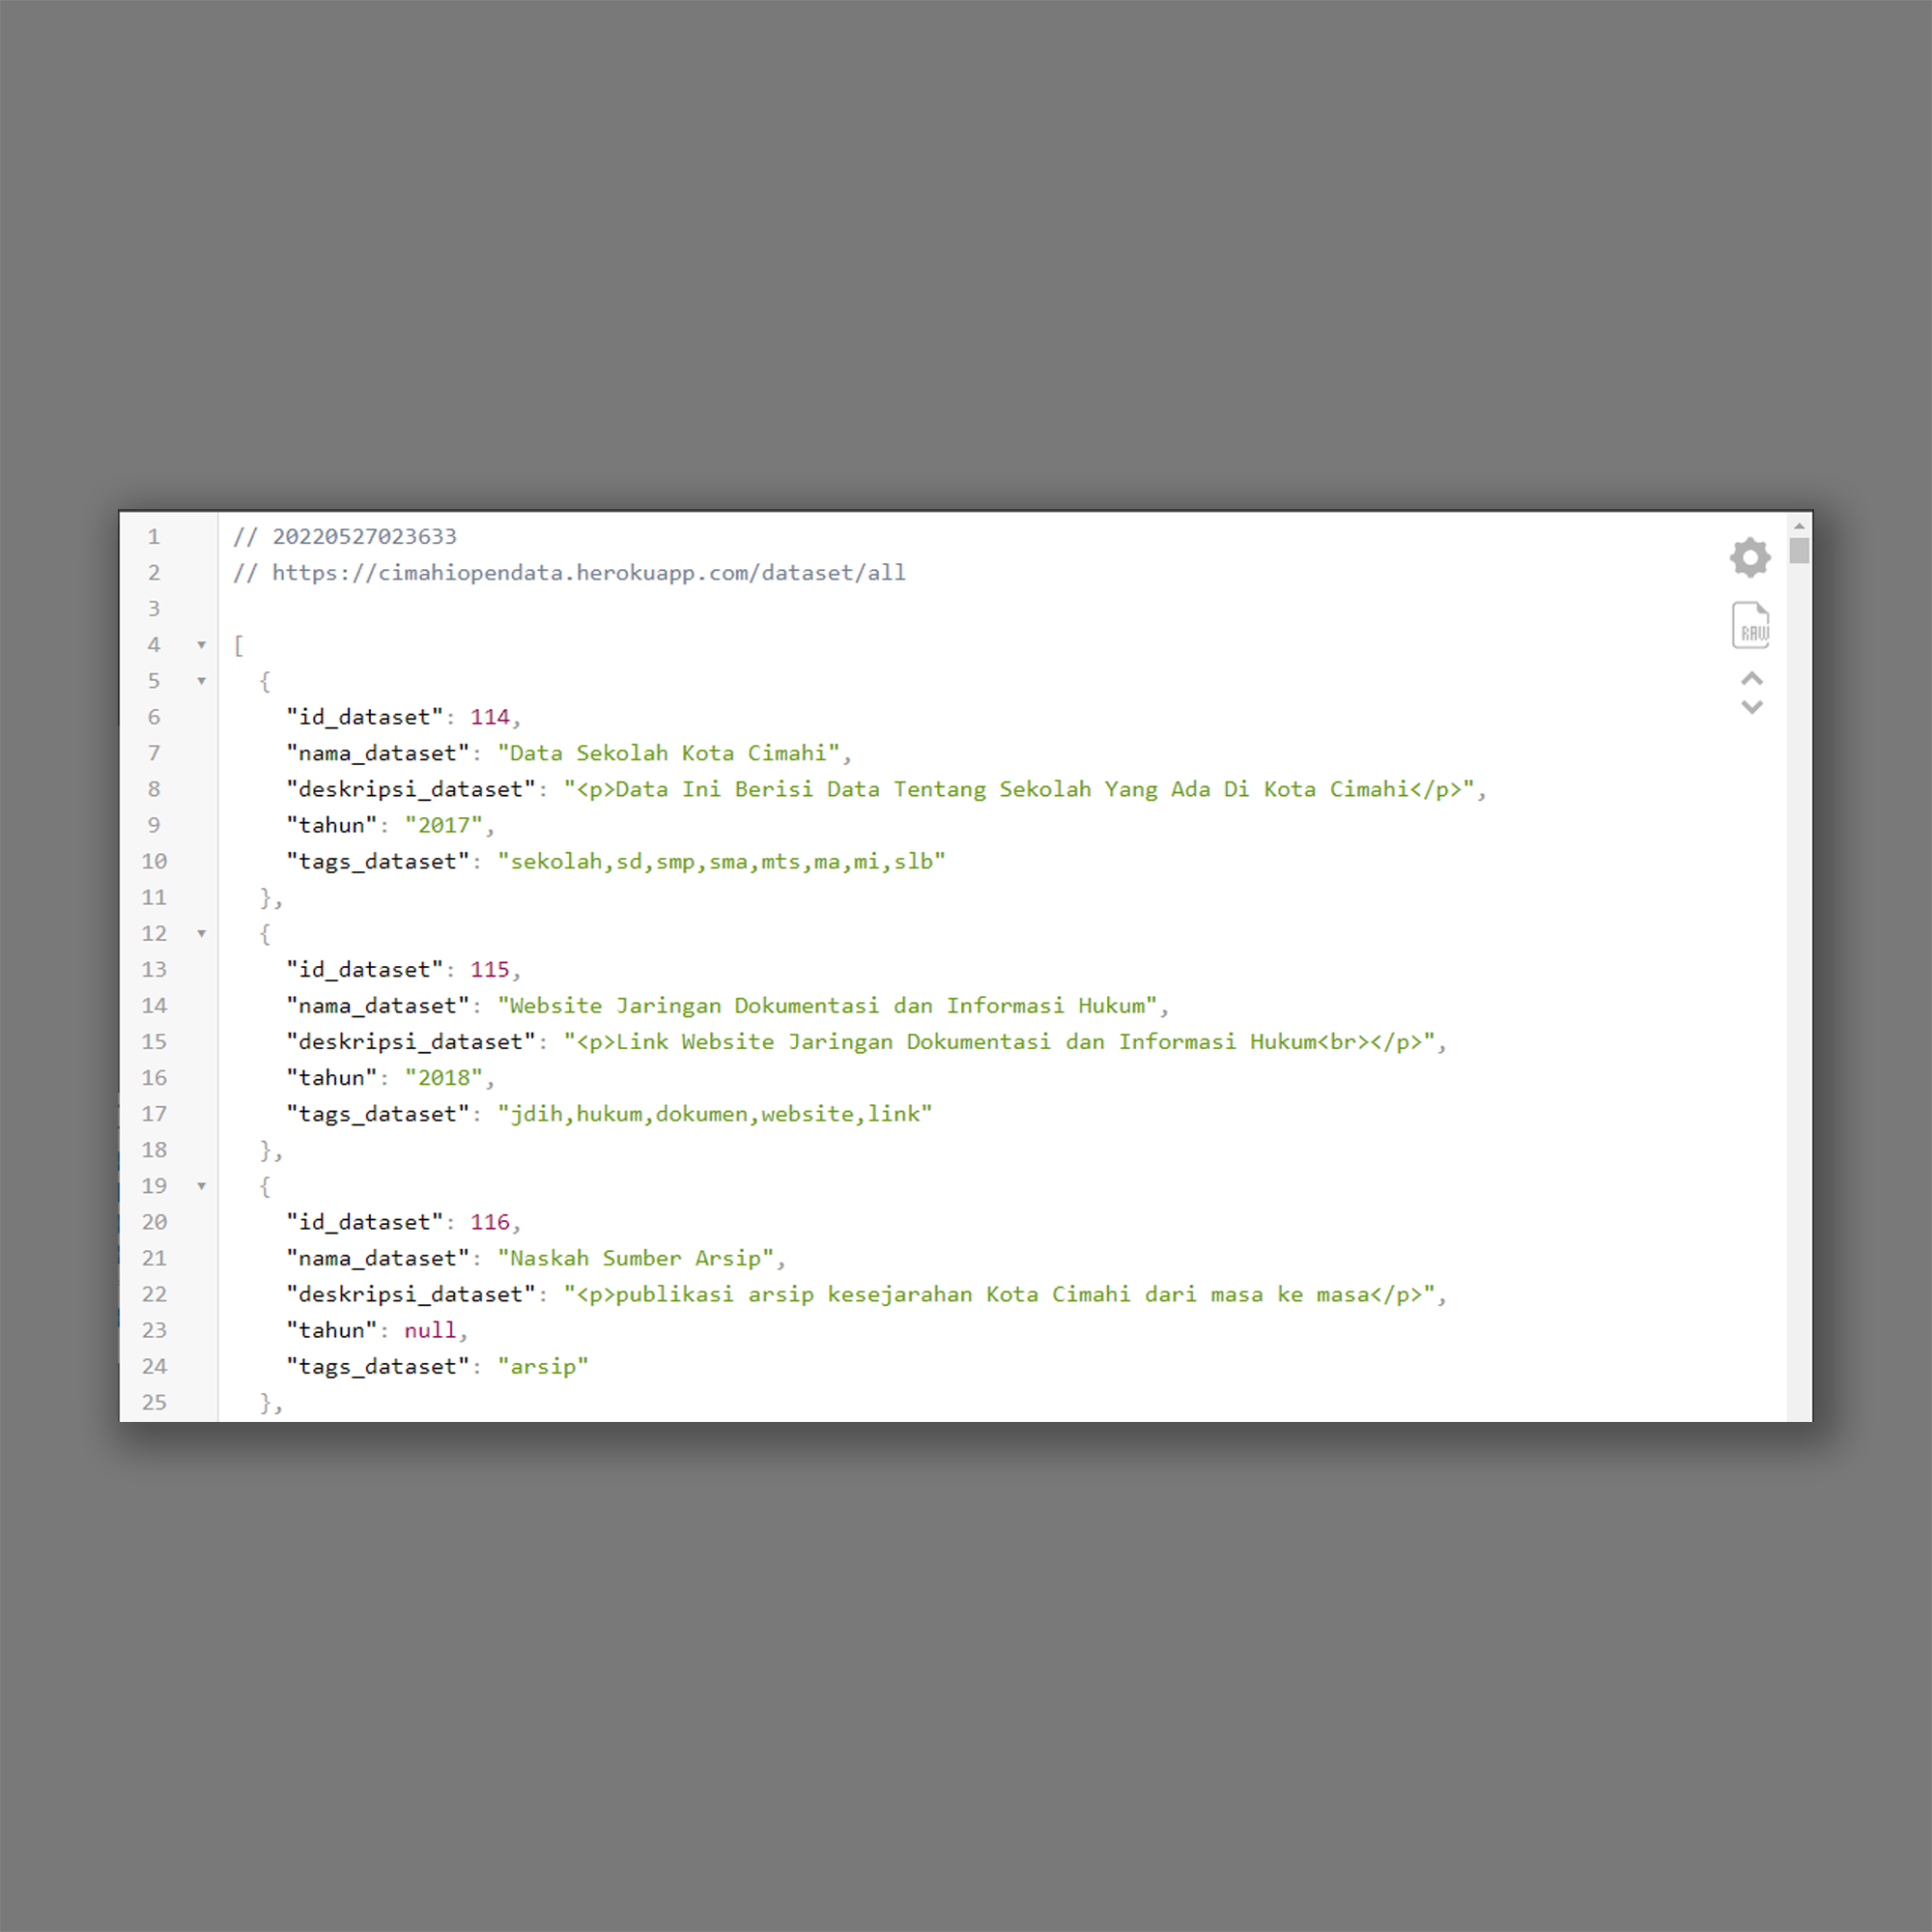 1 // 20220527023633
2 // https://cimahiopendata.herokuapp.com/dataset/all
3
4 [
5 {
6 "id_dataset": 114,
7 "nama_dataset": "Data Sekolah Kota Cimahi",
8 "deskripsi_dataset": "<p>Data Ini Berisi Data Tentang Sekolah Yang Ada Di Kota Cimahi</p>",
9 "tahun": "2017",
10 "tags_dataset": "sekolah,sd,smp,sma,mts,ma,mi,slb"
11 },
12 {
13 "id_dataset": 115,
14 "nama_dataset": "Website Jaringan Dokumentasi dan Informasi Hukum",
15 "deskripsi_dataset": "<p>Link Website Jaringan Dokumentasi dan Informasi Hukum<br></p>",
16 "tahun": "2018",
17 "tags_dataset": "jdih,hukum,dokumen,website,link"
18 },
19 {
20 "id_dataset": 116,
21 "nama_dataset": "Naskah Sumber Arsip",
22 "deskripsi_dataset": "<p>publikasi arsip kesejarahan Kota Cimahi dari masa ke masa</p>",
23 "tahun": null,
24 "tags_dataset": "arsip"
25 },
RAW